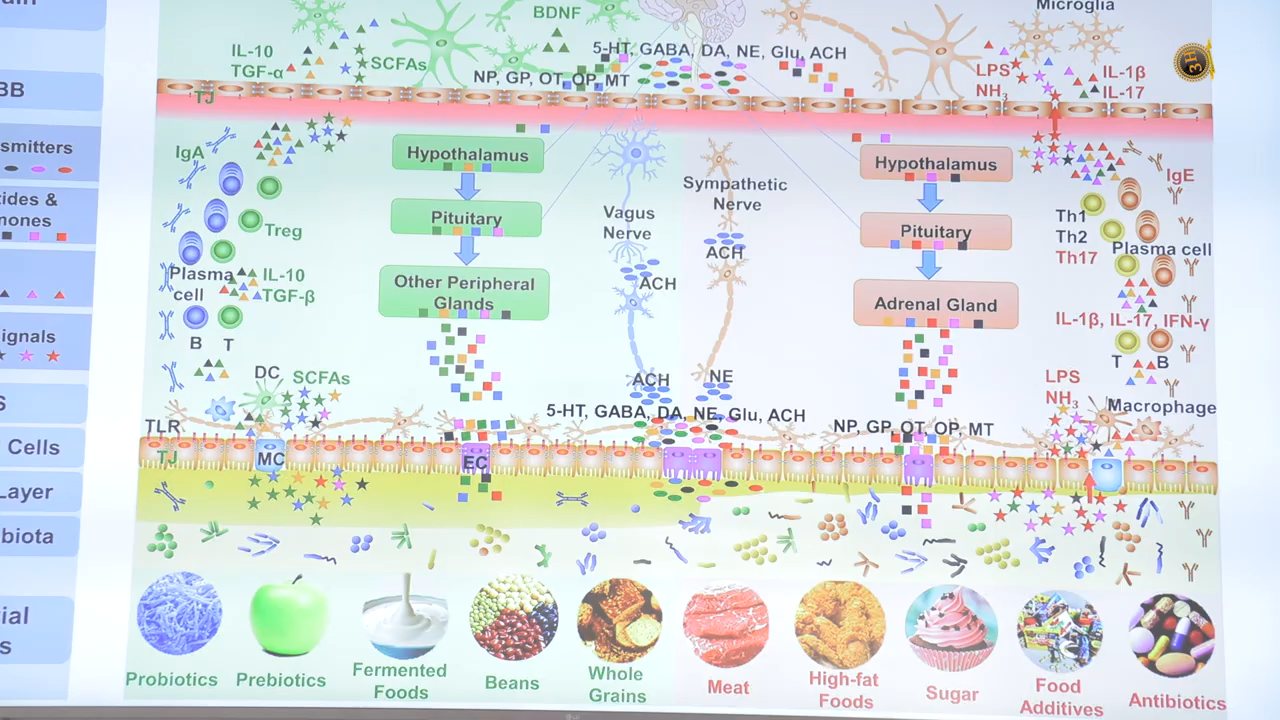 Microglia
BDNF
IL-10
TGF-α
SCFAs
5-HT, GABA, DA, NE, Glu, ACH
NP, GP, OT, OP, MT
LPS
NH3
IL-1β
IL-17
3H
BB
TJ
smitters
IgA
Hypothalamus
Hypothalamus
IgE
Sympathetic
Nerve
ides &
mones
Treg
Pituitary
Vagus
Nerve
Pituitary
Th1
Th2
Th17
Plasma cell
ACH
Plasma
cell
IL-10
TGF-β
Other Peripheral
Glands
ACH
Adrenal Gland
IL-1β, IL-17, IFN-γ
ignals
B
T
T
B
DC
SCFAs
ACH
NE
LPS
NH3
S
5-HT, GABA, DA, NE, Glu, ACH
Macrophage
TLR
NP, GP, OT, OP, MT
Cells
TJ
MC
EC
Layer
biota
rial
s
Probiotics
Prebiotics
Fermented
Foods
Beans
Whole
Grains
Meat
High-fat
Foods
Sugar
Food
Additives
Antibiotics
LG